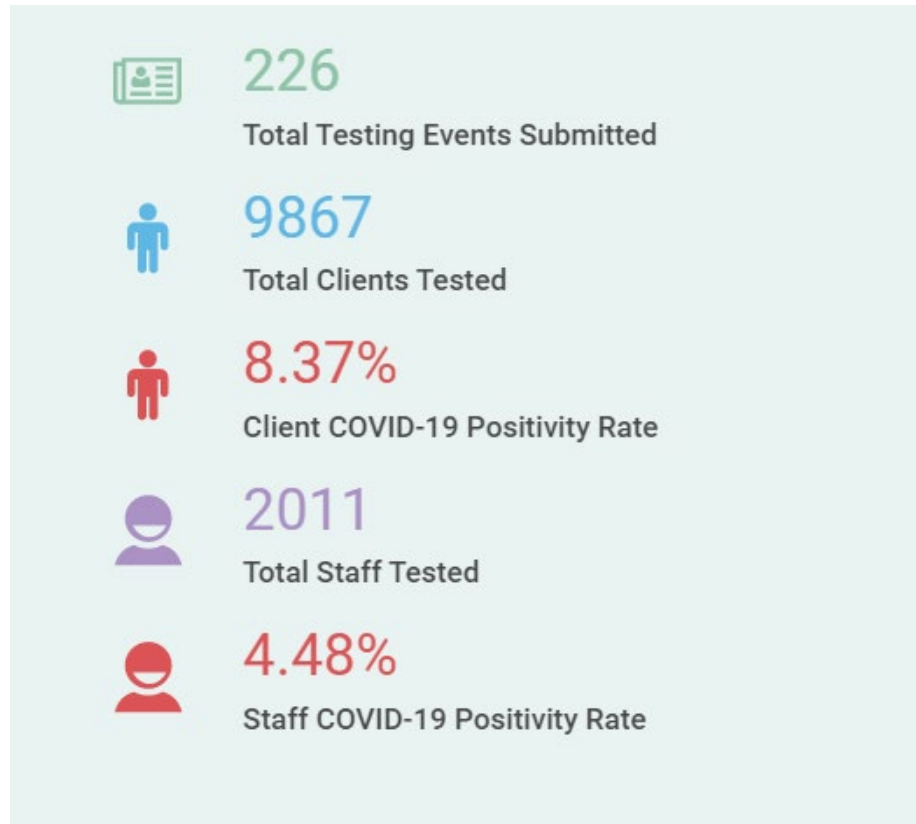 226
Total Testing Events Submitted
9867
Total Clients Tested
8.37%
Client COVID-19 Positivity Rate
2011
Total Staff Tested
4.48%
Staff COVID-19 Positivity Rate